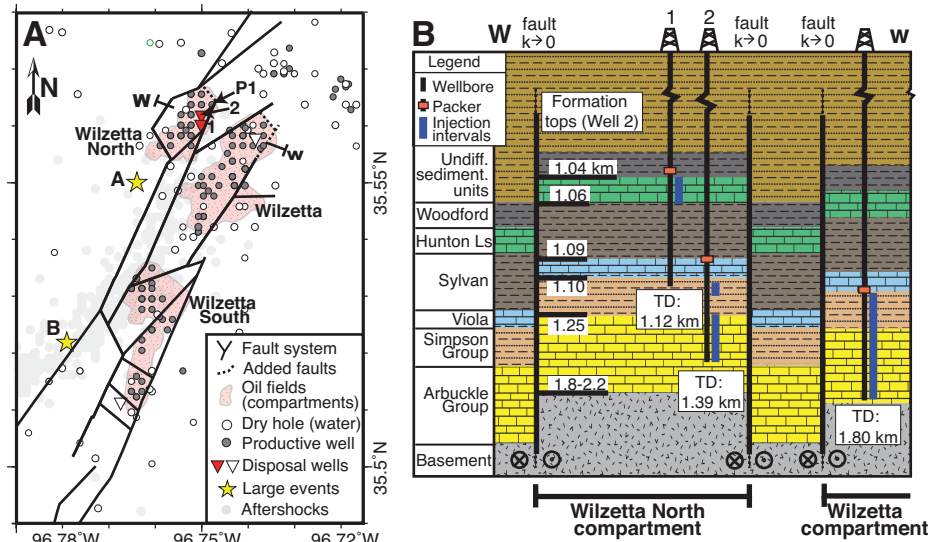 A
N
W
P1
2
1
w
Wilzetta
North
A
Wilzetta
B
Wilzetta
South
Fault system
Added faults
Oil fields
(compartments)
Dry hole (water)
Productive well
Disposal wells
Large events
Aftershocks
35.55°N
35.5°N
96.78°W
96.75°W
96.72°W
B
W
fault
k→0
1
2
fault
k→0
fault
k→0
w
Legend
Wellbore
Packer
Injection
intervals
Formation
tops (Well 2)
Undiff.
sediment.
units
Woodford
Hunton Ls
Sylvan
Viola
Simpson
Group
Arbuckle
Group
Basement
1.04 km
1.06
1.09
1.10
1.25
1.8-2.2
TD:
1.12 km
TD:
1.39 km
TD:
1.80 km
Wilzetta North
compartment
Wilzetta
compartment